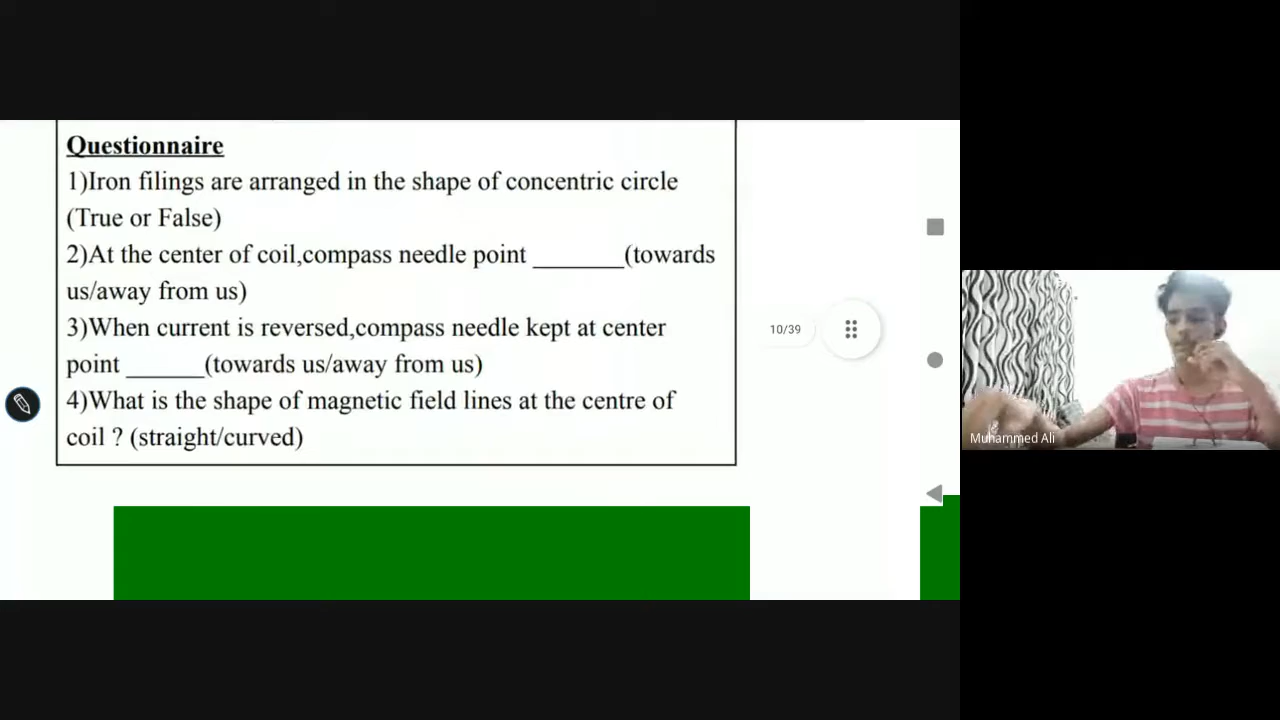 Questionnaire
1)Iron filings are arranged in the shape of concentric circle
(True or False)
2)At the center of coil,compass needle point _______(towards
us/away from us)
3)When current is reversed,compass needle kept at center
point ______(towards us/away from us)
4)What is the shape of magnetic field lines at the centre of
coil ? (straight/curved)
10/39
Muhammed Ali